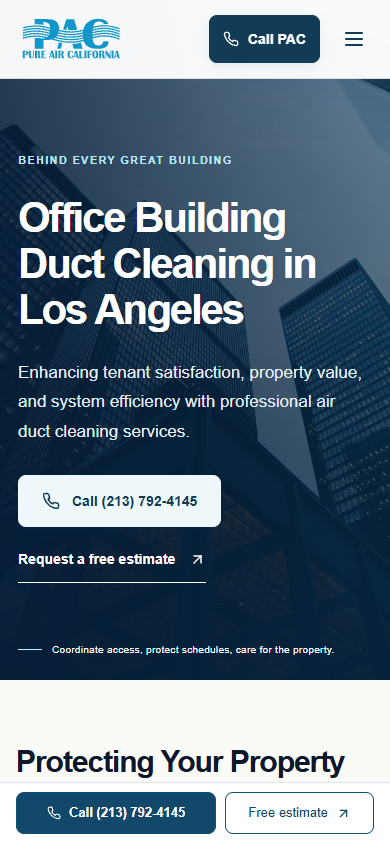 PAC
PURE AIR CALIFORNIA
Call PAC
BEHIND EVERY GREAT BUILDING
Office Building
Duct Cleaning in
Los Angeles
Enhancing tenant satisfaction, property value,
and system efficiency with professional air
duct cleaning services.
Call (213) 792-4145
Request a free estimate
Coordinate access, protect schedules, care for the property.
Protecting Your Property
Call (213) 792-4145
Free estimate